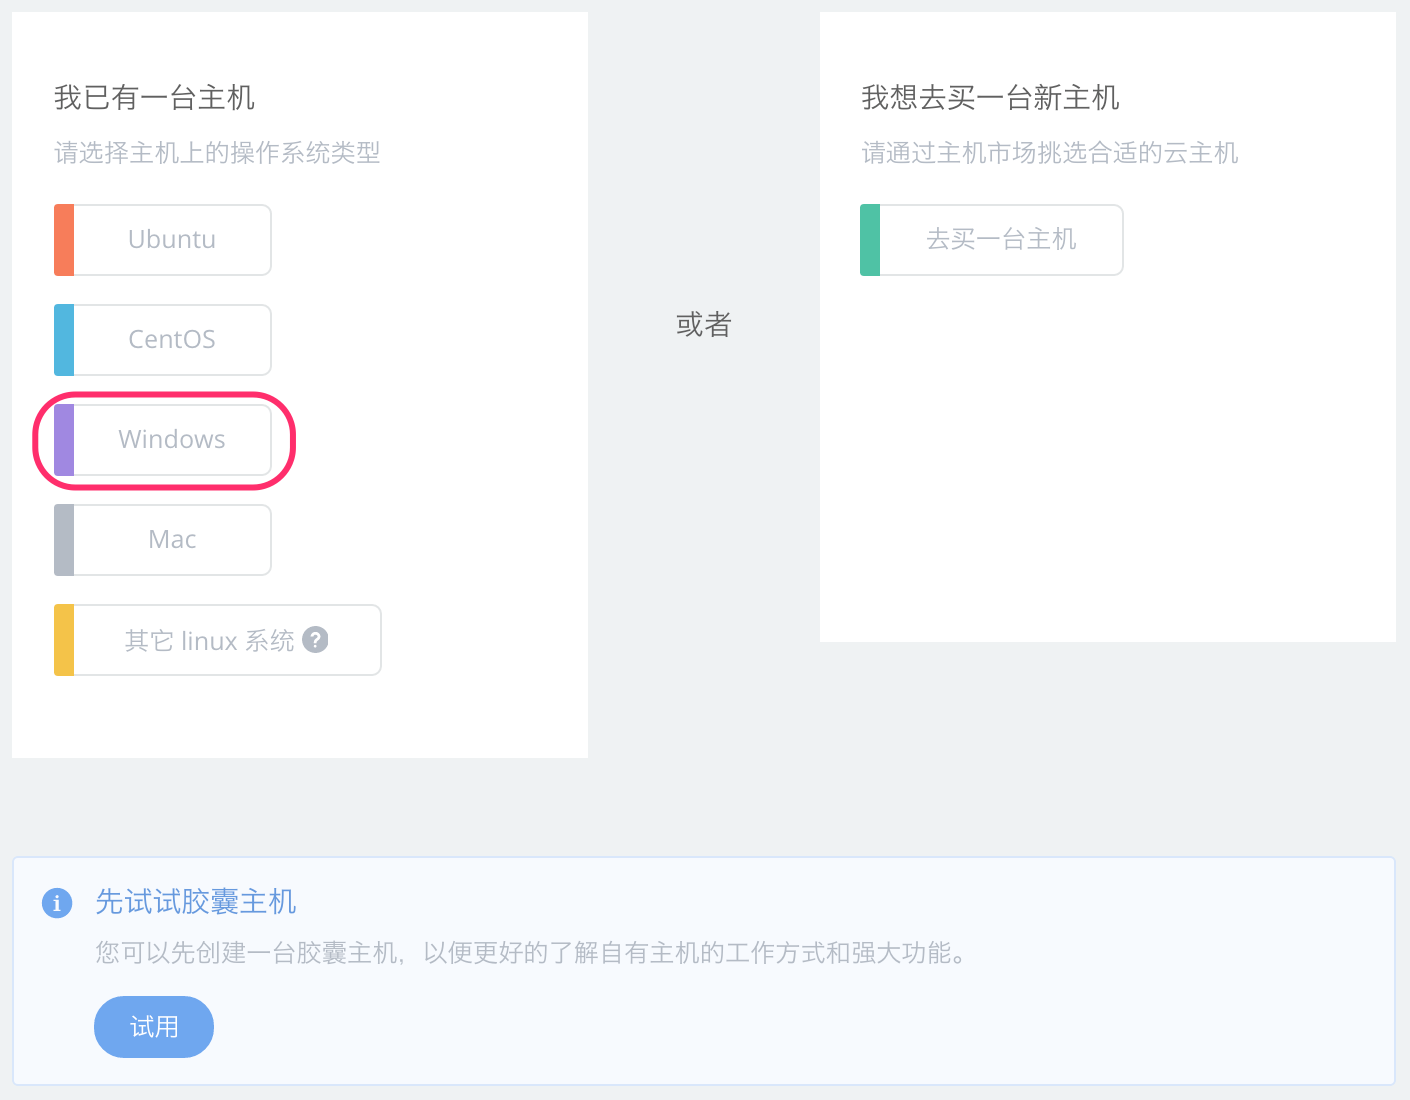 我已有一台主机
请选择主机上的操作系统类型
Ubuntu
CentOS
Windows
Mac
其它 linux 系统 ?
或者
我想去买一台新主机
请通过主机市场挑选合适的云主机
去买一台主机
i 先试试胶囊主机
您可以先创建一台胶囊主机，以便更好的了解自有主机的工作方式和强大功能。
试用